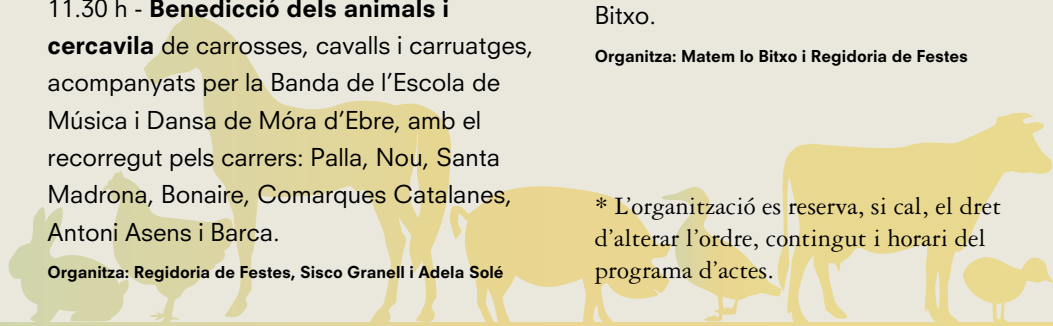 11.30 h - Benedicció dels animals i
cercavila de carrosses, cavalls i carruatges,
acompanyats per la Banda de l’Escola de
Música i Dansa de Móra d’Ebre, amb el
recorregut pels carrers: Palla, Nou, Santa
Madrona, Bonaire, Comarques Catalanes,
Antoni Asens i Barca.
Organitza: Regidoria de Festes, Sisco Granell i Adela Solé
Bitxo.
Organitza: Matem lo Bitxo i Regidoria de Festes
* L’organització es reserva, si cal, el dret
d’alterar l’ordre, contingut i horari del
programa d’actes.